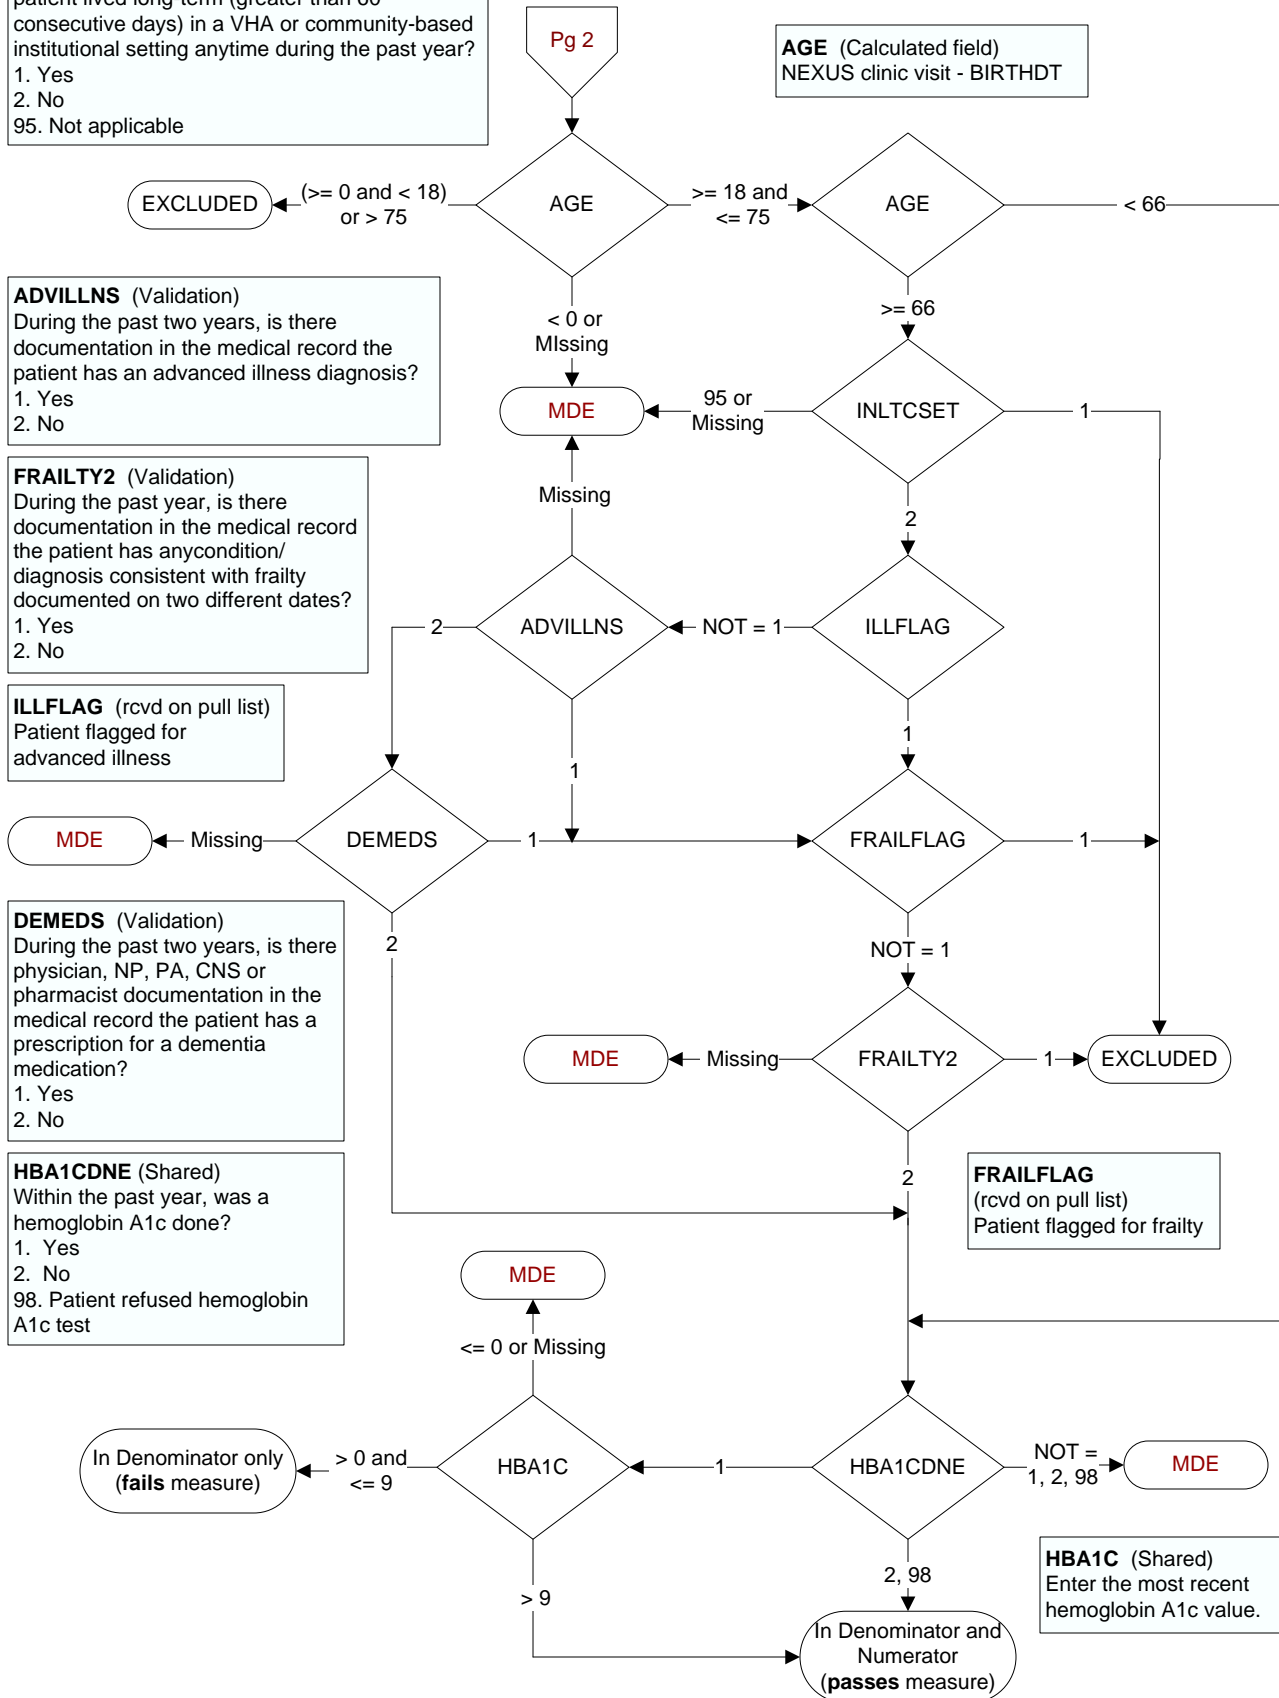 patient lived long-term (greater than 60
consecutive days) in a VHA or community-based
institutional setting anytime during the past year?
1. Yes
2. No
95. Not applicable
Pg 2
AGE (Calculated field)
NEXUS clinic visit - BIRTHDT
EXCLUDED
(>= 0 and < 18)
or > 75
AGE
>= 18 and
<= 75
AGE
< 66
ADVILLNS (Validation)
During the past two years, is there
documentation in the medical record the
patient has an advanced illness diagnosis?
1. Yes
2. No
< 0 or
MIssing
>= 66
MDE
95 or
Missing
INLTCSET
1
FRAILTY2 (Validation)
During the past year, is there
documentation in the medical record
the patient has anycondition/
diagnosis consistent with frailty
documented on two different dates?
1. Yes
2. No
Missing
2
2
ADVILLNS
NOT = 1
ILLFLAG
ILLFLAG (rcvd on pull list)
Patient flagged for
advanced illness
1
1
MDE
Missing
DEMEDS
1
FRAILFLAG
1
DEMEDS (Validation)
During the past two years, is there
physician, NP, PA, CNS or
pharmacist documentation in the
medical record the patient has a
prescription for a dementia
medication?
1. Yes
2. No
2
NOT = 1
MDE
Missing
FRAILTY2
1
EXCLUDED
HBA1CDNE (Shared)
Within the past year, was a
hemoglobin A1c done?
1. Yes
2. No
98. Patient refused hemoglobin
A1c test
2
FRAILFLAG
(rcvd on pull list)
Patient flagged for frailty
MDE
<= 0 or Missing
In Denominator only
(fails measure)
> 0 and
<= 9
HBA1C
1
HBA1CDNE
NOT =
1, 2, 98
MDE
HBA1C (Shared)
Enter the most recent
hemoglobin A1c value.
> 9
2, 98
In Denominator and
Numerator
(passes measure)